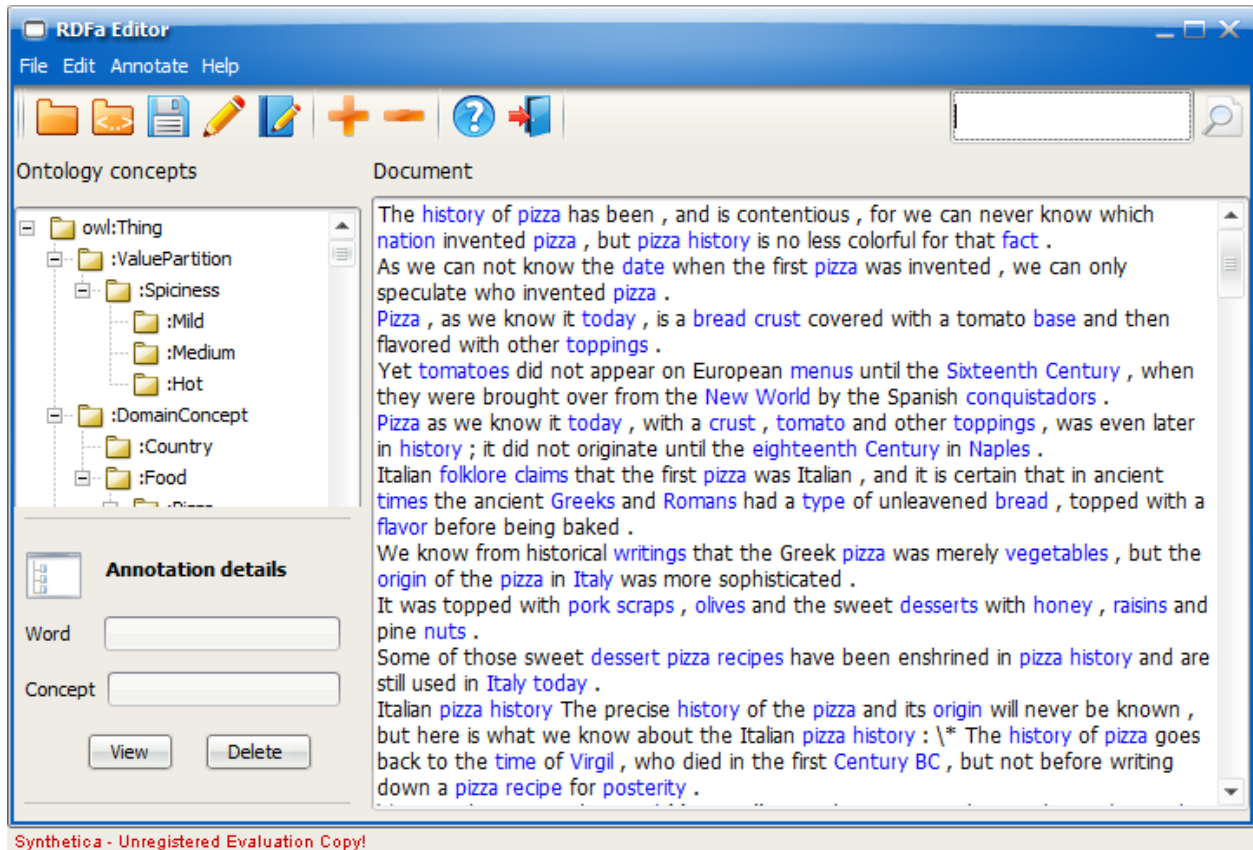 RDFa Editor
File Edit Annotate Help
Ontology concepts
owl:Thing
:ValuePartition
:Spiciness
:Mild
:Medium
:Hot
:DomainConcept
:Country
:Food
Annotation details
Word
Concept
View Delete
Document
The history of pizza has been , and is contentious , for we can never know which
nation invented pizza , but pizza history is no less colorful for that fact .
As we can not know the date when the first pizza was invented , we can only
speculate who invented pizza .
Pizza , as we know it today , is a bread crust covered with a tomato base and then
flavored with other toppings .
Yet tomatoes did not appear on European menus until the Sixteenth Century , when
they were brought over from the New World by the Spanish conquistadors .
Pizza as we know it today , with a crust , tomato and other toppings , was even later
in history ; it did not originate until the eighteenth Century in Naples .
Italian folklore claims that the first pizza was Italian , and it is certain that in ancient
times the ancient Greeks and Romans had a type of unleavened bread , topped with a
flavor before being baked .
We know from historical writings that the Greek pizza was merely vegetables , but the
origin of the pizza in Italy was more sophisticated .
It was topped with pork scraps , olives and the sweet desserts with honey , raisins and
pine nuts .
Some of those sweet dessert pizza recipes have been enshrined in pizza history and are
still used in Italy today .
Italian pizza history The precise history of the pizza and its origin will never be known ,
but here is what we know about the Italian pizza history : \* The history of pizza goes
back to the time of Virgil , who died in the first Century BC , but not before writing
down a pizza recipe for posterity .
Synthetica - Unregistered Evaluation Copy!